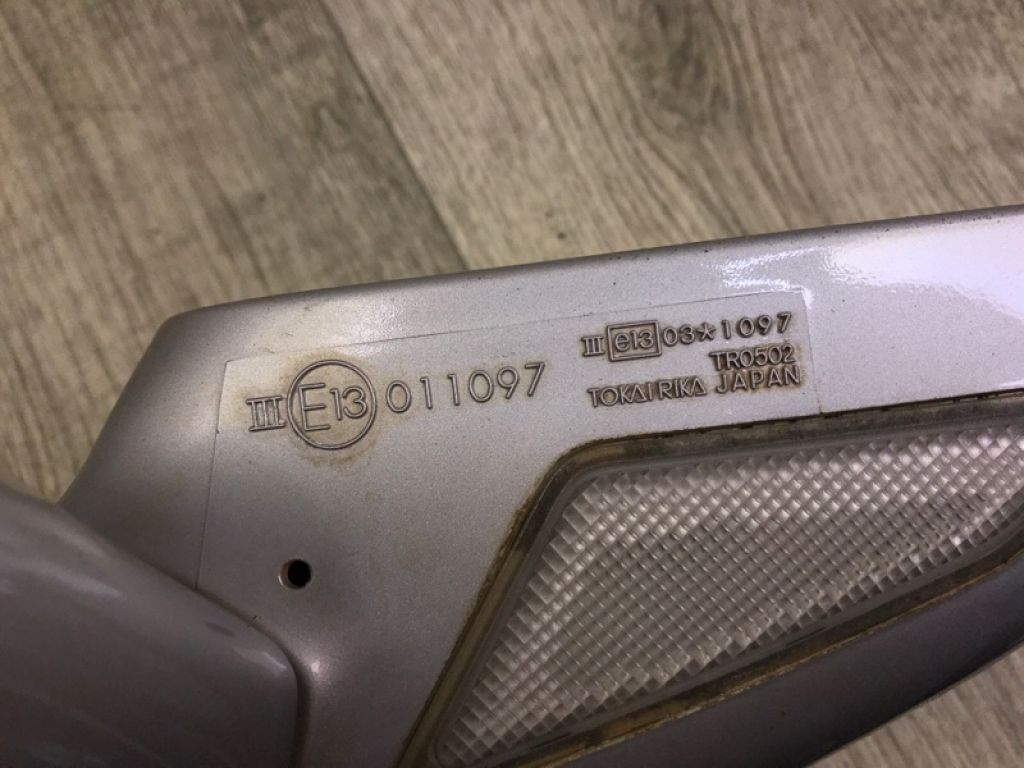 III E13 011097
III e13 03*1097
TR0502
TOKAI RIKA JAPAN